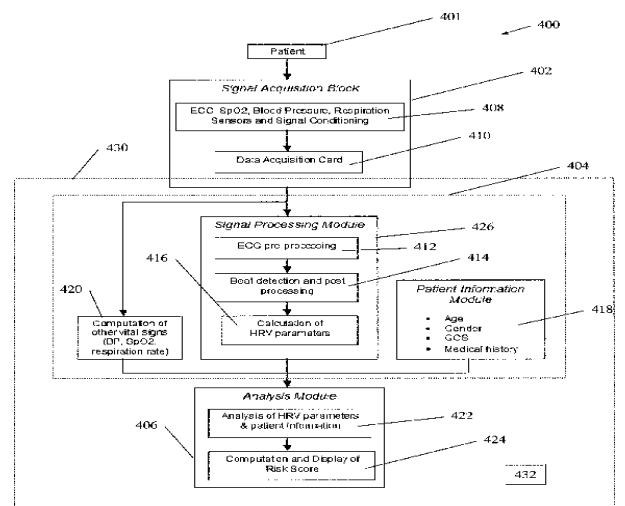 401
400
Patient
Signal Acquisition Block
402
ECG, SpO2, Blood Pressure, Respiration
Sensors and Signal Conditioning
408
410
Data Acquisition Card
430
404
Signal Processing Module
426
ECG pre processing
412
416
Beat detection and post
processing
414
420
Patient Information
Module
Computation of
other vital signs
(BP, SpO2,
respiration rate)
Calculation of
HRV parameters
• Age
• Gender
• GCS
• Medical history
418
Analysis Module
Analysis of HRV parameters
& patient Information
422
406
Computation and Display of
Risk Score
424
432